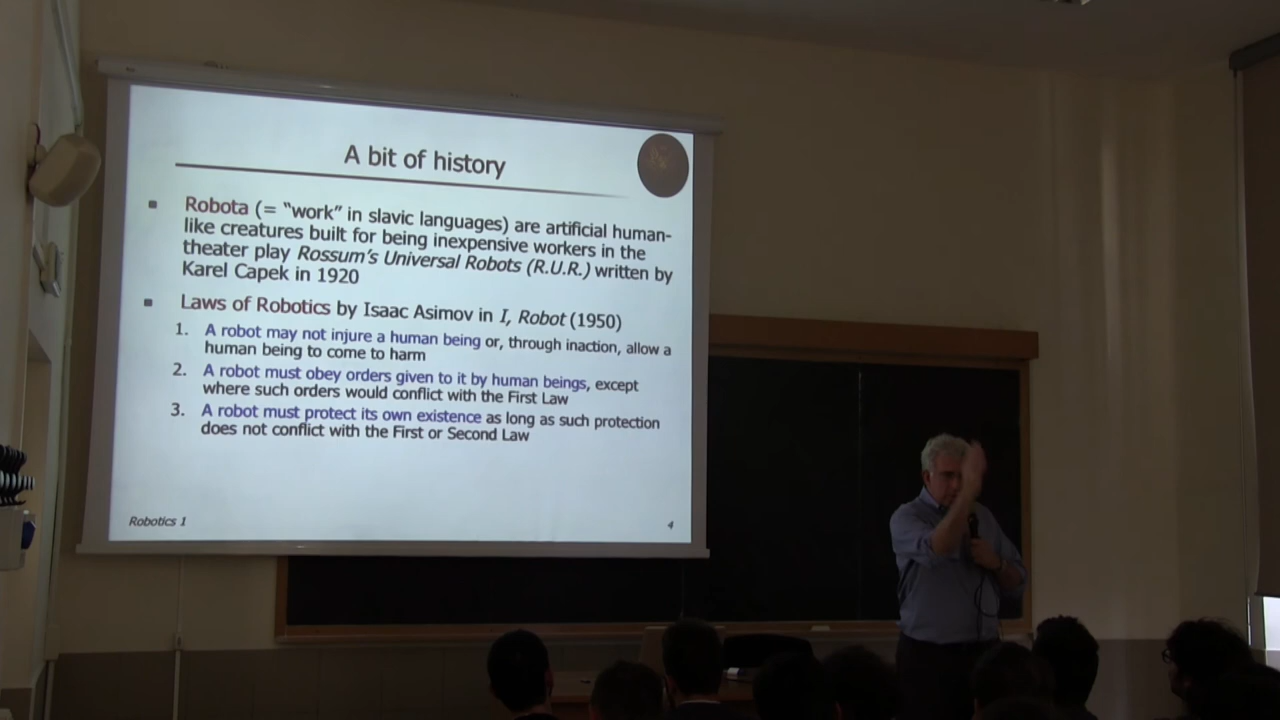 A bit of history
Robota (= “work” in slavic languages) are artificial human-
like creatures built for being inexpensive workers in the
theater play Rossum’s Universal Robots (R.U.R.) written by
Karel Capek in 1920
Laws of Robotics by Isaac Asimov in I, Robot (1950)
1. A robot may not injure a human being or, through inaction, allow a
human being to come to harm
2. A robot must obey orders given to it by human beings, except
where such orders would conflict with the First Law
3. A robot must protect its own existence as long as such protection
does not conflict with the First or Second Law
Robotics 1
4